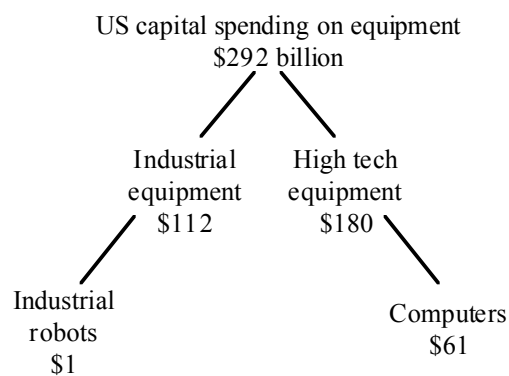 US capital spending on equipment
$292 billion
Industrial
equipment
$112
High tech
equipment
$180
Industrial
robots
$1
Computers
$61